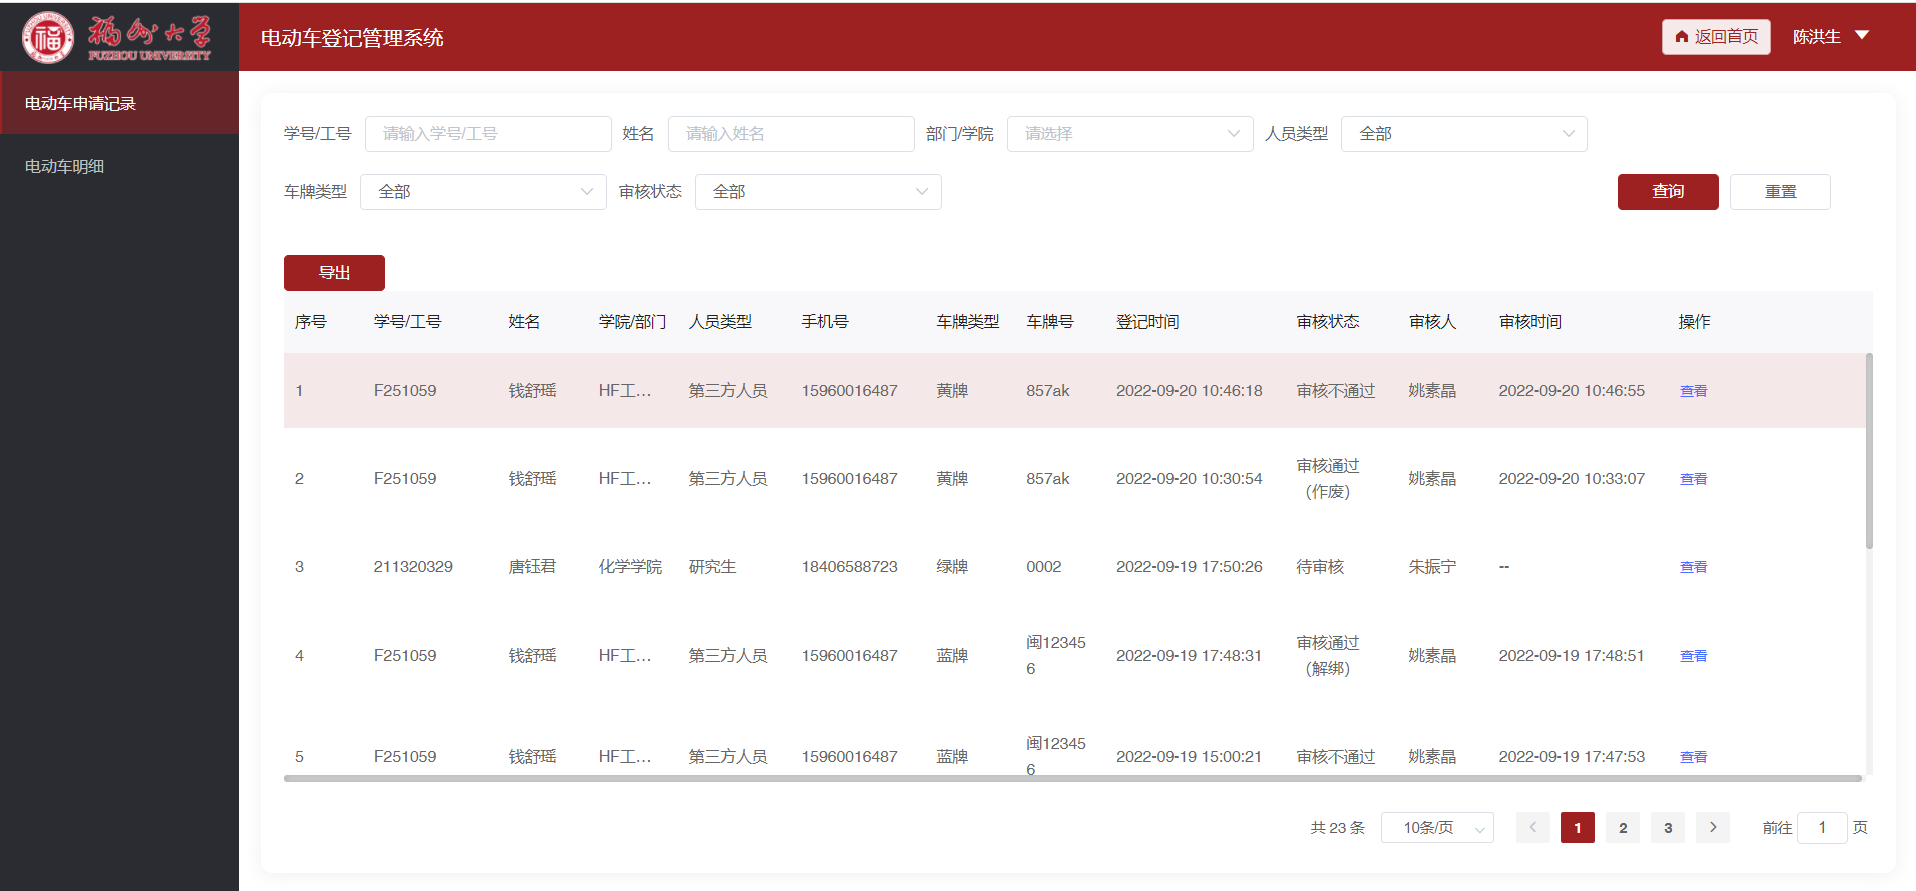 福州大学
FUZHOU UNIVERSITY
电动车登记管理系统
返回首页
陈洪生
电动车申请记录
电动车明细
学号/工号 请输入学号/工号 姓名 请输入姓名 部门/学院 请选择 人员类型 全部
车牌类型 全部 审核状态 全部 查询 重置
导出
序号 学号/工号 姓名 学院/部门 人员类型 手机号 车牌类型 车牌号 登记时间 审核状态 审核人 审核时间 操作
1 F251059 钱舒瑶 HF工... 第三方人员 15960016487 黄牌 857ak 2022-09-20 10:46:18 审核不通过 姚素晶 2022-09-20 10:46:55 查看
2 F251059 钱舒瑶 HF工... 第三方人员 15960016487 黄牌 857ak 2022-09-20 10:30:54 审核通过 (作废) 姚素晶 2022-09-20 10:33:07 查看
3 211320329 唐钰君 化学学院 研究生 18406588723 绿牌 0002 2022-09-19 17:50:26 待审核 朱振宁 -- 查看
4 F251059 钱舒瑶 HF工... 第三方人员 15960016487 蓝牌 闽123456 2022-09-19 17:48:31 审核通过 (解绑) 姚素晶 2022-09-19 17:48:51 查看
5 F251059 钱舒瑶 HF工... 第三方人员 15960016487 蓝牌 闽123456 2022-09-19 15:00:21 审核不通过 姚素晶 2022-09-19 17:47:53 查看
共 23 条 10条/页 1 2 3 前往 1 页